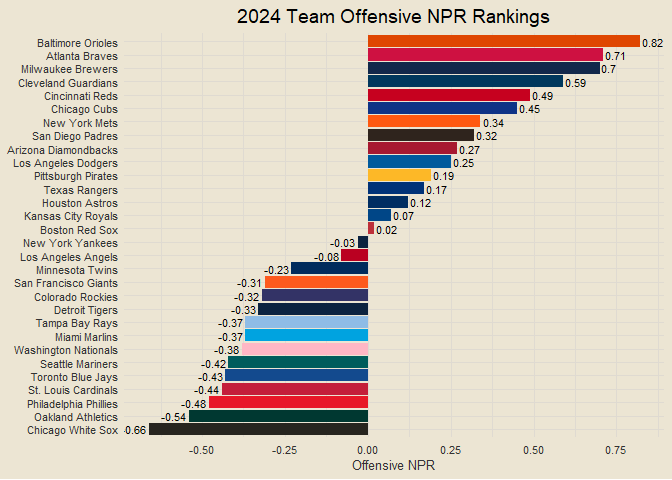 2024 Team Offensive NPR Rankings
Baltimore Orioles 0.82
Atlanta Braves 0.71
Milwaukee Brewers 0.7
Cleveland Guardians 0.59
Cincinnati Reds 0.49
Chicago Cubs 0.45
New York Mets 0.34
San Diego Padres 0.32
Arizona Diamondbacks 0.27
Los Angeles Dodgers 0.25
Pittsburgh Pirates 0.19
Texas Rangers 0.17
Houston Astros 0.12
Kansas City Royals 0.07
Boston Red Sox 0.02
New York Yankees -0.03
Los Angeles Angels -0.08
Minnesota Twins -0.23
San Francisco Giants -0.31
Colorado Rockies -0.32
Detroit Tigers -0.33
Tampa Bay Rays -0.37
Miami Marlins -0.37
Washington Nationals -0.38
Seattle Mariners -0.42
Toronto Blue Jays -0.43
St. Louis Cardinals -0.44
Philadelphia Phillies -0.48
Oakland Athletics -0.54
Chicago White Sox 0.66
-0.50 -0.25 0.00 0.25 0.50 0.75
Offensive NPR